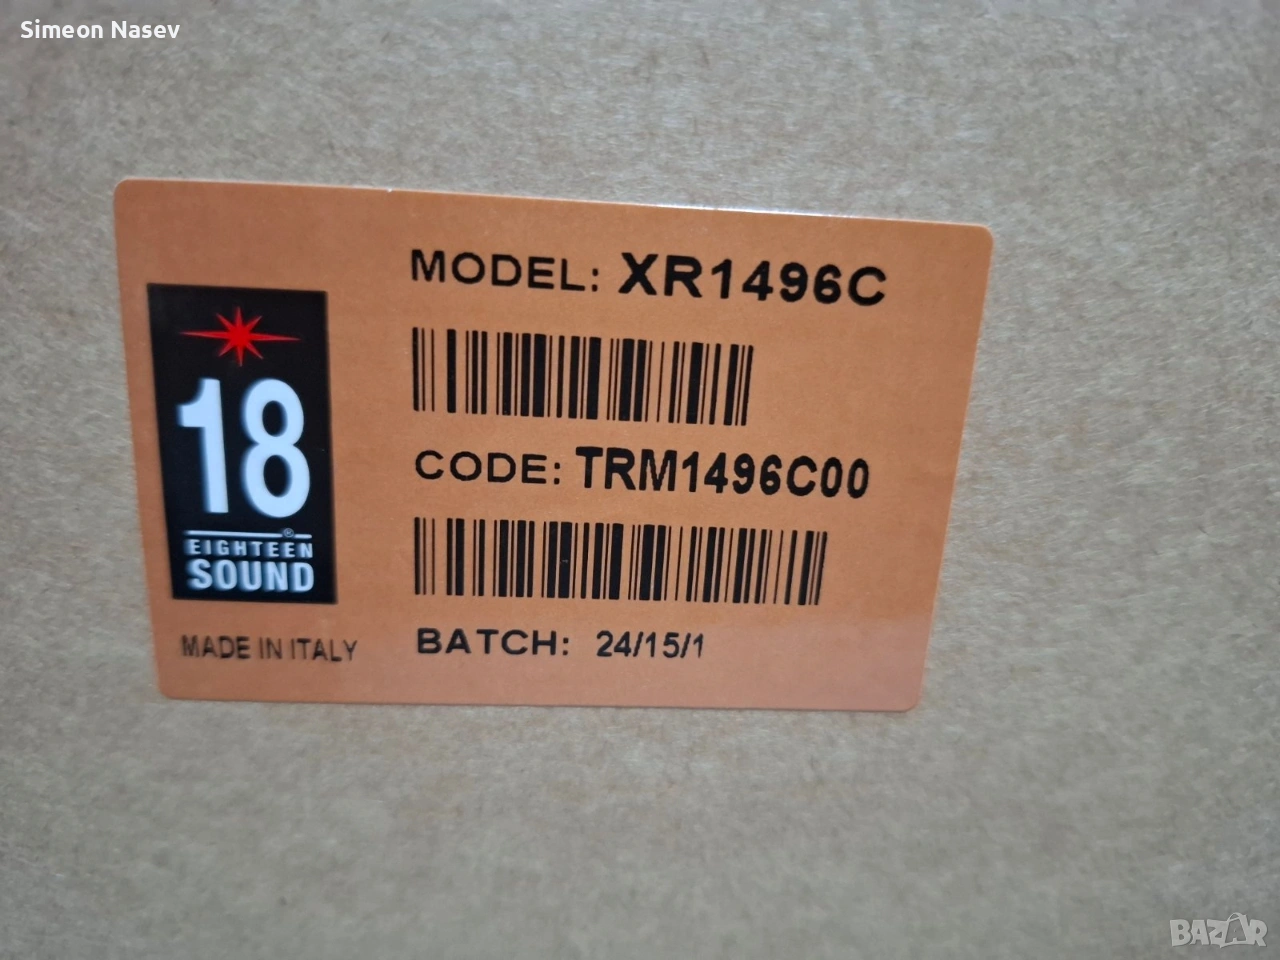 Simeon Nasev
MODEL: XR1496C
18
EIGHTEEN
SOUND
®
MADE IN ITALY
CODE: TRM1496C00
BATCH: 24/15/1
BAZAR